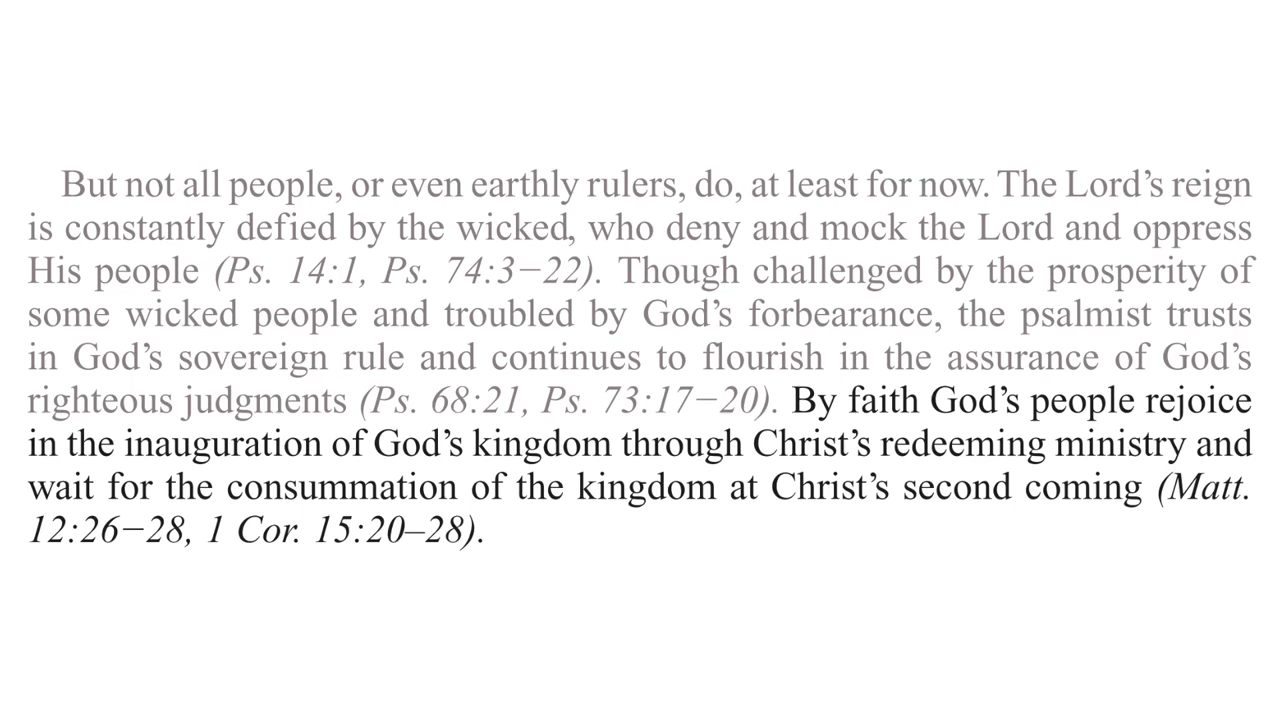 But not all people, or even earthly rulers, do, at least for now. The Lord’s reign
is constantly defied by the wicked, who deny and mock the Lord and oppress
His people (Ps. 14:1, Ps. 74:3−22). Though challenged by the prosperity of
some wicked people and troubled by God’s forbearance, the psalmist trusts
in God’s sovereign rule and continues to flourish in the assurance of God’s
righteous judgments (Ps. 68:21, Ps. 73:17−20). By faith God’s people rejoice
in the inauguration of God’s kingdom through Christ’s redeeming ministry and
wait for the consummation of the kingdom at Christ’s second coming (Matt.
12:26−28, 1 Cor. 15:20–28).